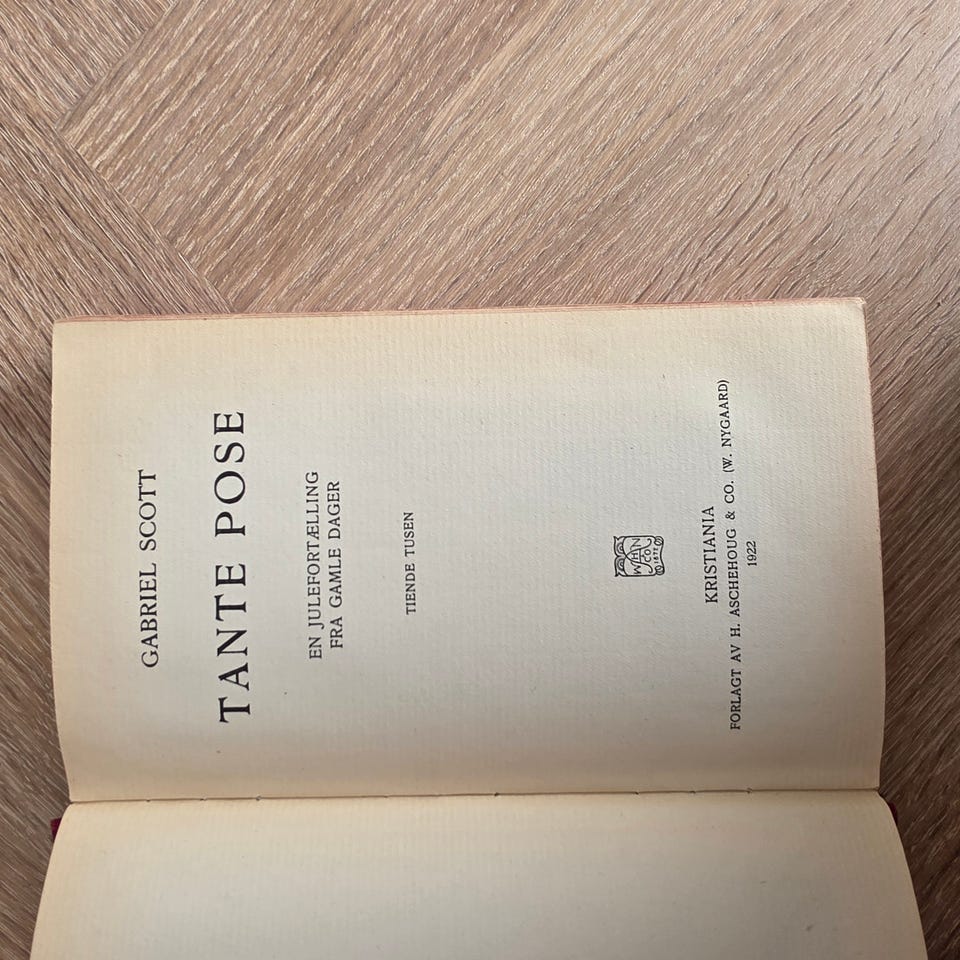 GABRIEL SCOTT
TANTE POSE
EN JULEFORTÆLLING
FRA GAMLE DAGER
TIENDE TUSEN
KRISTIANIA
FORLAGT AV H. ASCHEHOUG & CO. (W. NYGAARD)
1922